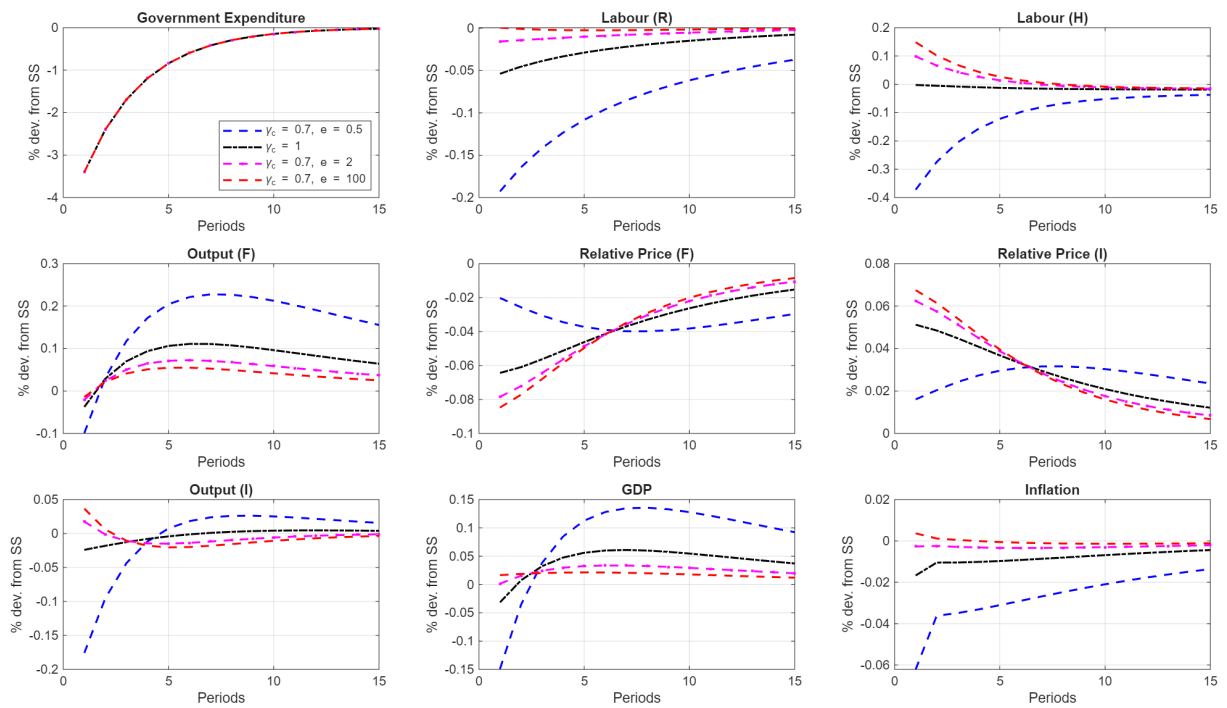 Government Expenditure
% dev. from SS
0
-1
-2
-3
-4
0 5 10 15
Periods
γc = 0.7, e = 0.5
γc = 1
γc = 0.7, e = 2
γc = 0.7, e = 100
Labour (R)
% dev. from SS
0
-0.05
-0.1
-0.15
-0.2
0 5 10 15
Periods
Labour (H)
% dev. from SS
0.2
0.1
0
-0.1
-0.2
-0.3
-0.4
0 5 10 15
Periods
Output (F)
% dev. from SS
0.3
0.2
0.1
0
-0.1
0 5 10 15
Periods
Relative Price (F)
% dev. from SS
0
-0.02
-0.04
-0.06
-0.08
-0.1
0 5 10 15
Periods
Relative Price (I)
% dev. from SS
0.08
0.06
0.04
0.02
0
0 5 10 15
Periods
Output (I)
% dev. from SS
0.05
0
-0.05
-0.1
-0.15
-0.2
0 5 10 15
Periods
GDP
% dev. from SS
0.15
0.1
0.05
0
-0.05
-0.1
-0.15
0 5 10 15
Periods
Inflation
% dev. from SS
0.02
0
-0.02
-0.04
-0.06
0 5 10 15
Periods